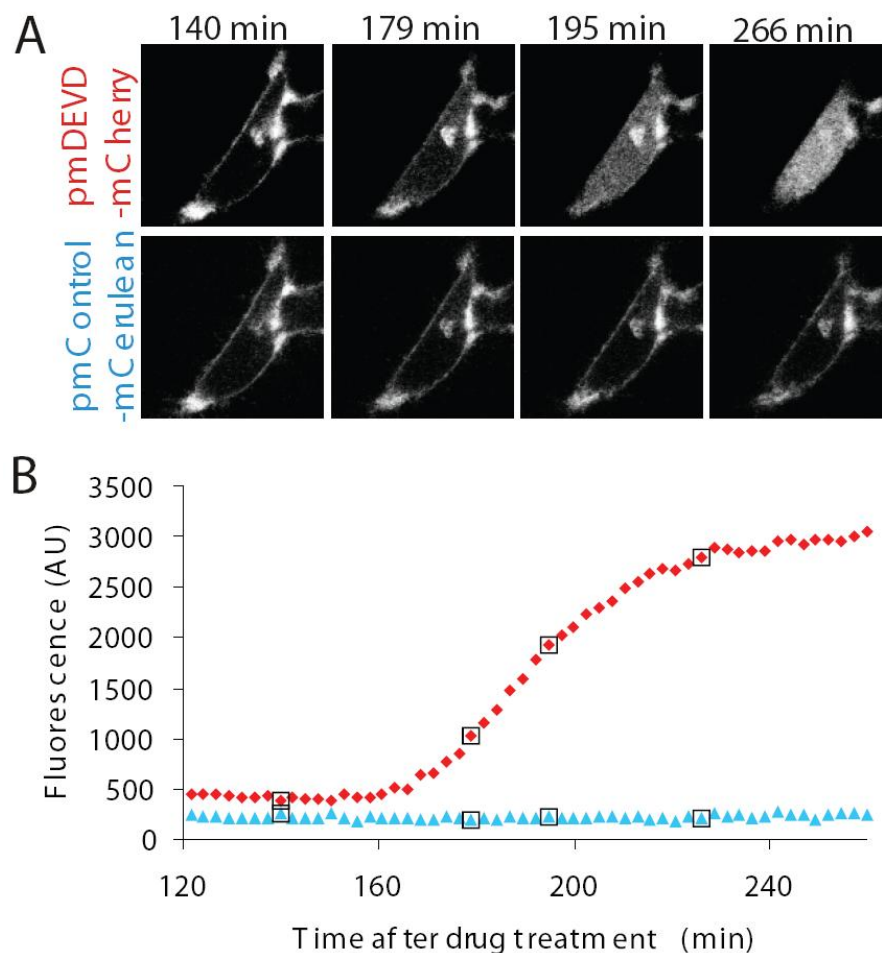 A
140 min 179 min 195 min 266 min
pmDEVD
-mCherry
pmControl
-mCerulean
B
Fluorescence (AU)
3500
3000
2500
2000
1500
1000
500
0
120 160 200 240
Time after drug treatment (min)